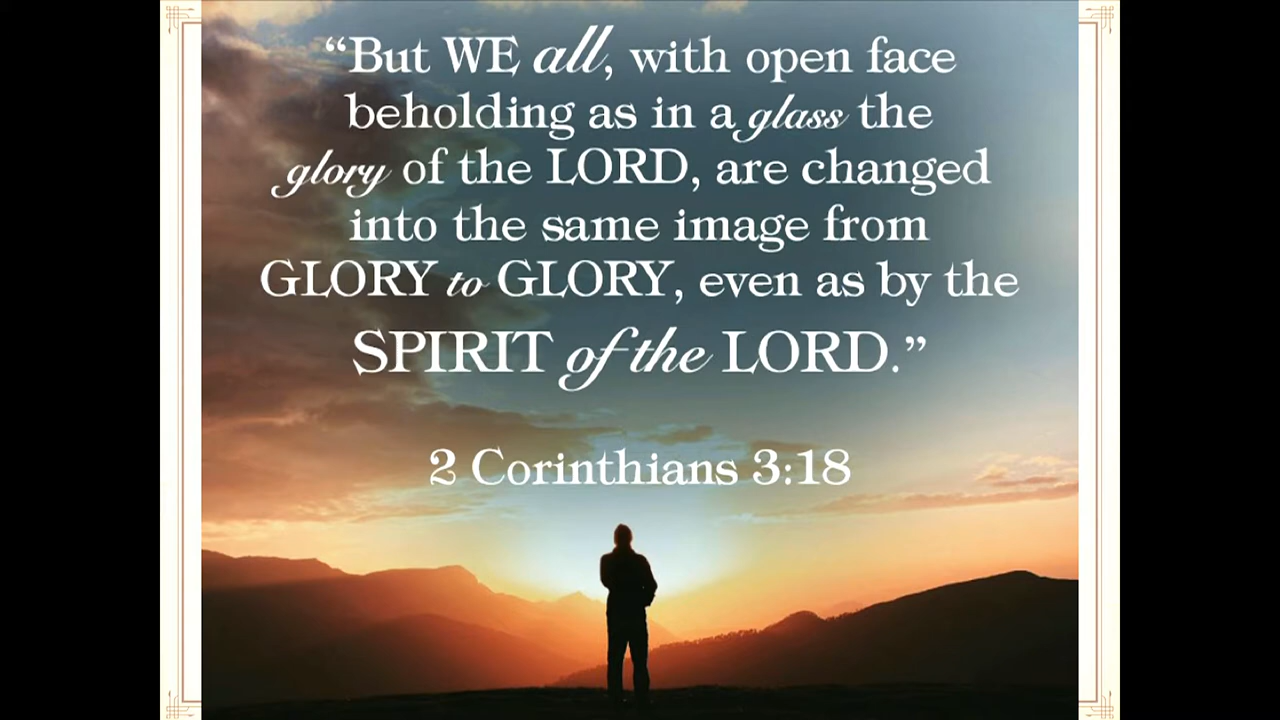 “But WE all, with open face
beholding as in a glass the
glory of the LORD, are changed
into the same image from
GLORY to GLORY, even as by the
SPIRIT of the LORD.”
2 Corinthians 3:18